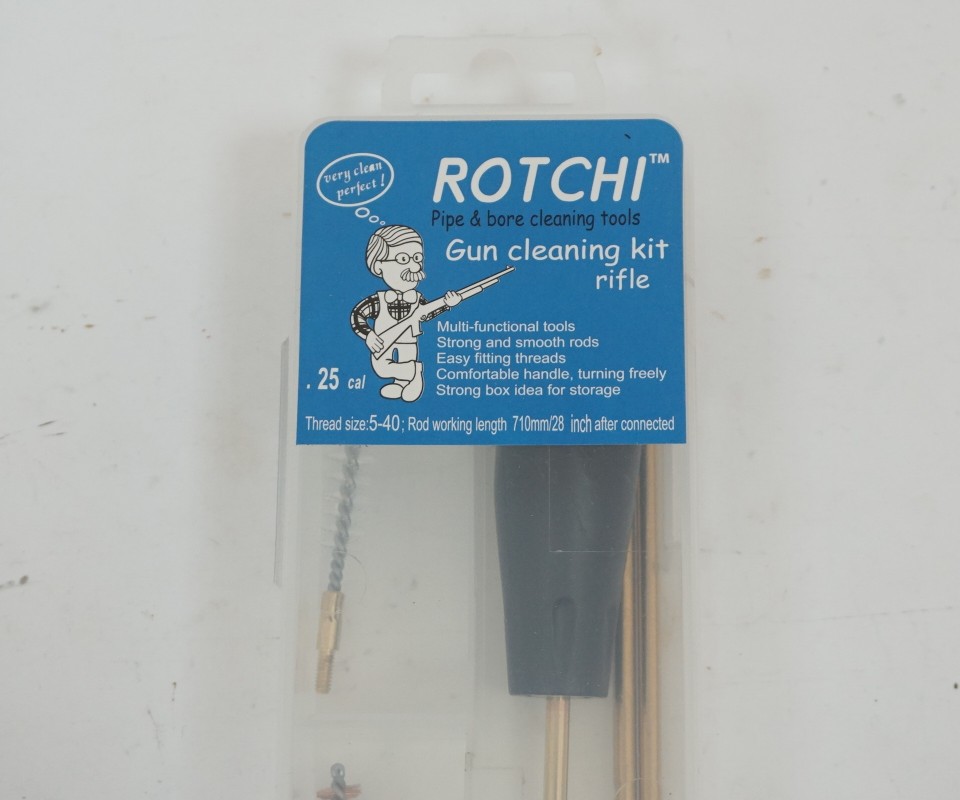 very clean
perfect !
ROTCHI™
Pipe & bore cleaning tools
Gun cleaning kit
rifle
Multi-functional tools
Strong and smooth rods
Easy fitting threads
Comfortable handle, turning freely
Strong box idea for storage
. 25 cal
Thread size:5-40; Rod working length 710mm/28 inch after connected